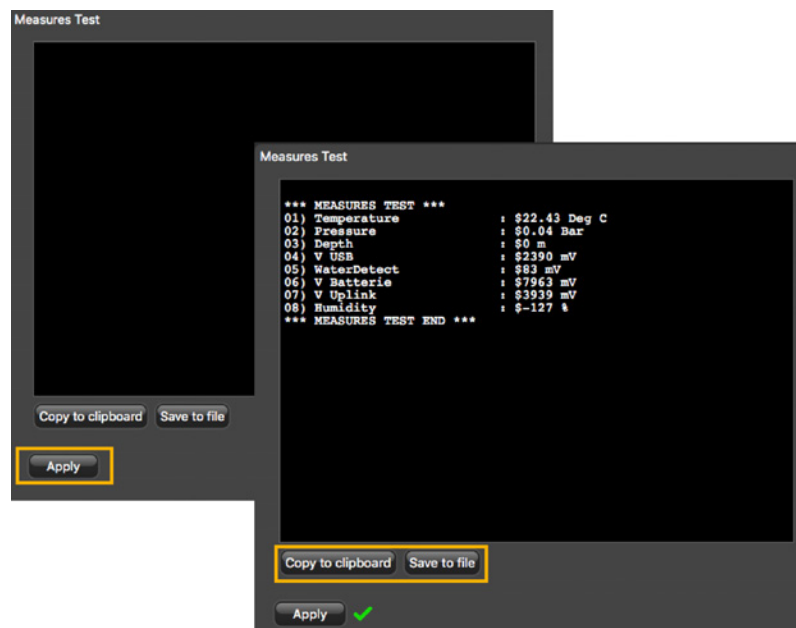 Measures Test
Copy to clipboard Save to file
Apply
Measures Test
*** MEASURES TEST ***
01) Temperature : $22.43 Deg C
02) Pressure : $0.04 Bar
03) Depth : $0 m
04) V USB : $2390 mV
05) WaterDetect : $83 mV
06) V Batterie : $7963 mV
07) V Uplink : $3939 mV
08) Humidity : $-127 %
*** MEASURES TEST END ***
Copy to clipboard Save to file
Apply